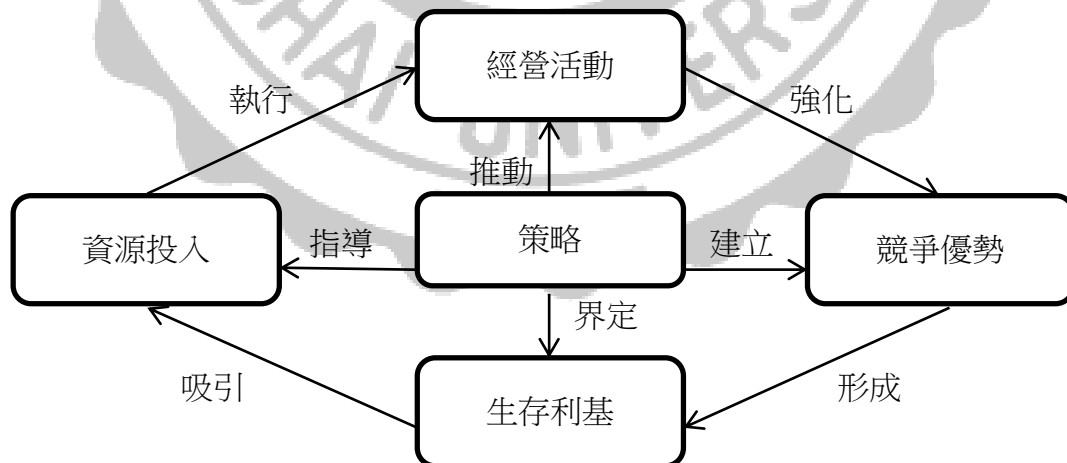 經營活動
執行
強化
推動
資源投入
指導
策略
建立
競爭優勢
界定
吸引
生存利基
形成